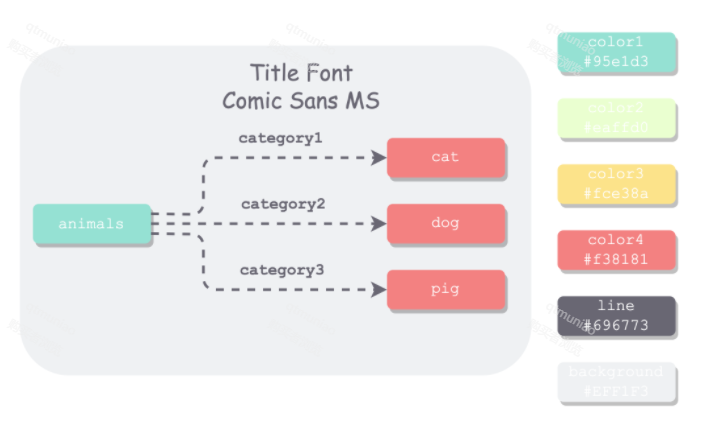 Title Font
Comic Sans MS
category1
cat
animals
category2
dog
category3
pig
color1
#95e1d3
color2
#eaffd0
color3
#fce38a
color4
#f38181
line
#696773
background
#EFF1F3
qtmuniao